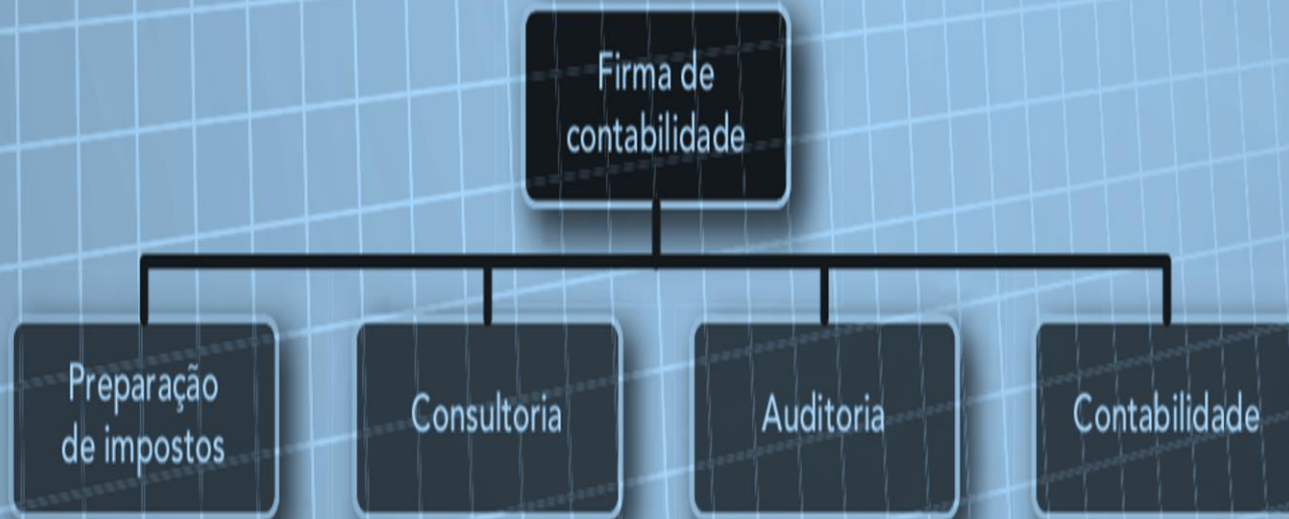 Firma de
contabilidade
Preparação
de impostos
Consultoria
Auditoria
Contabilidade